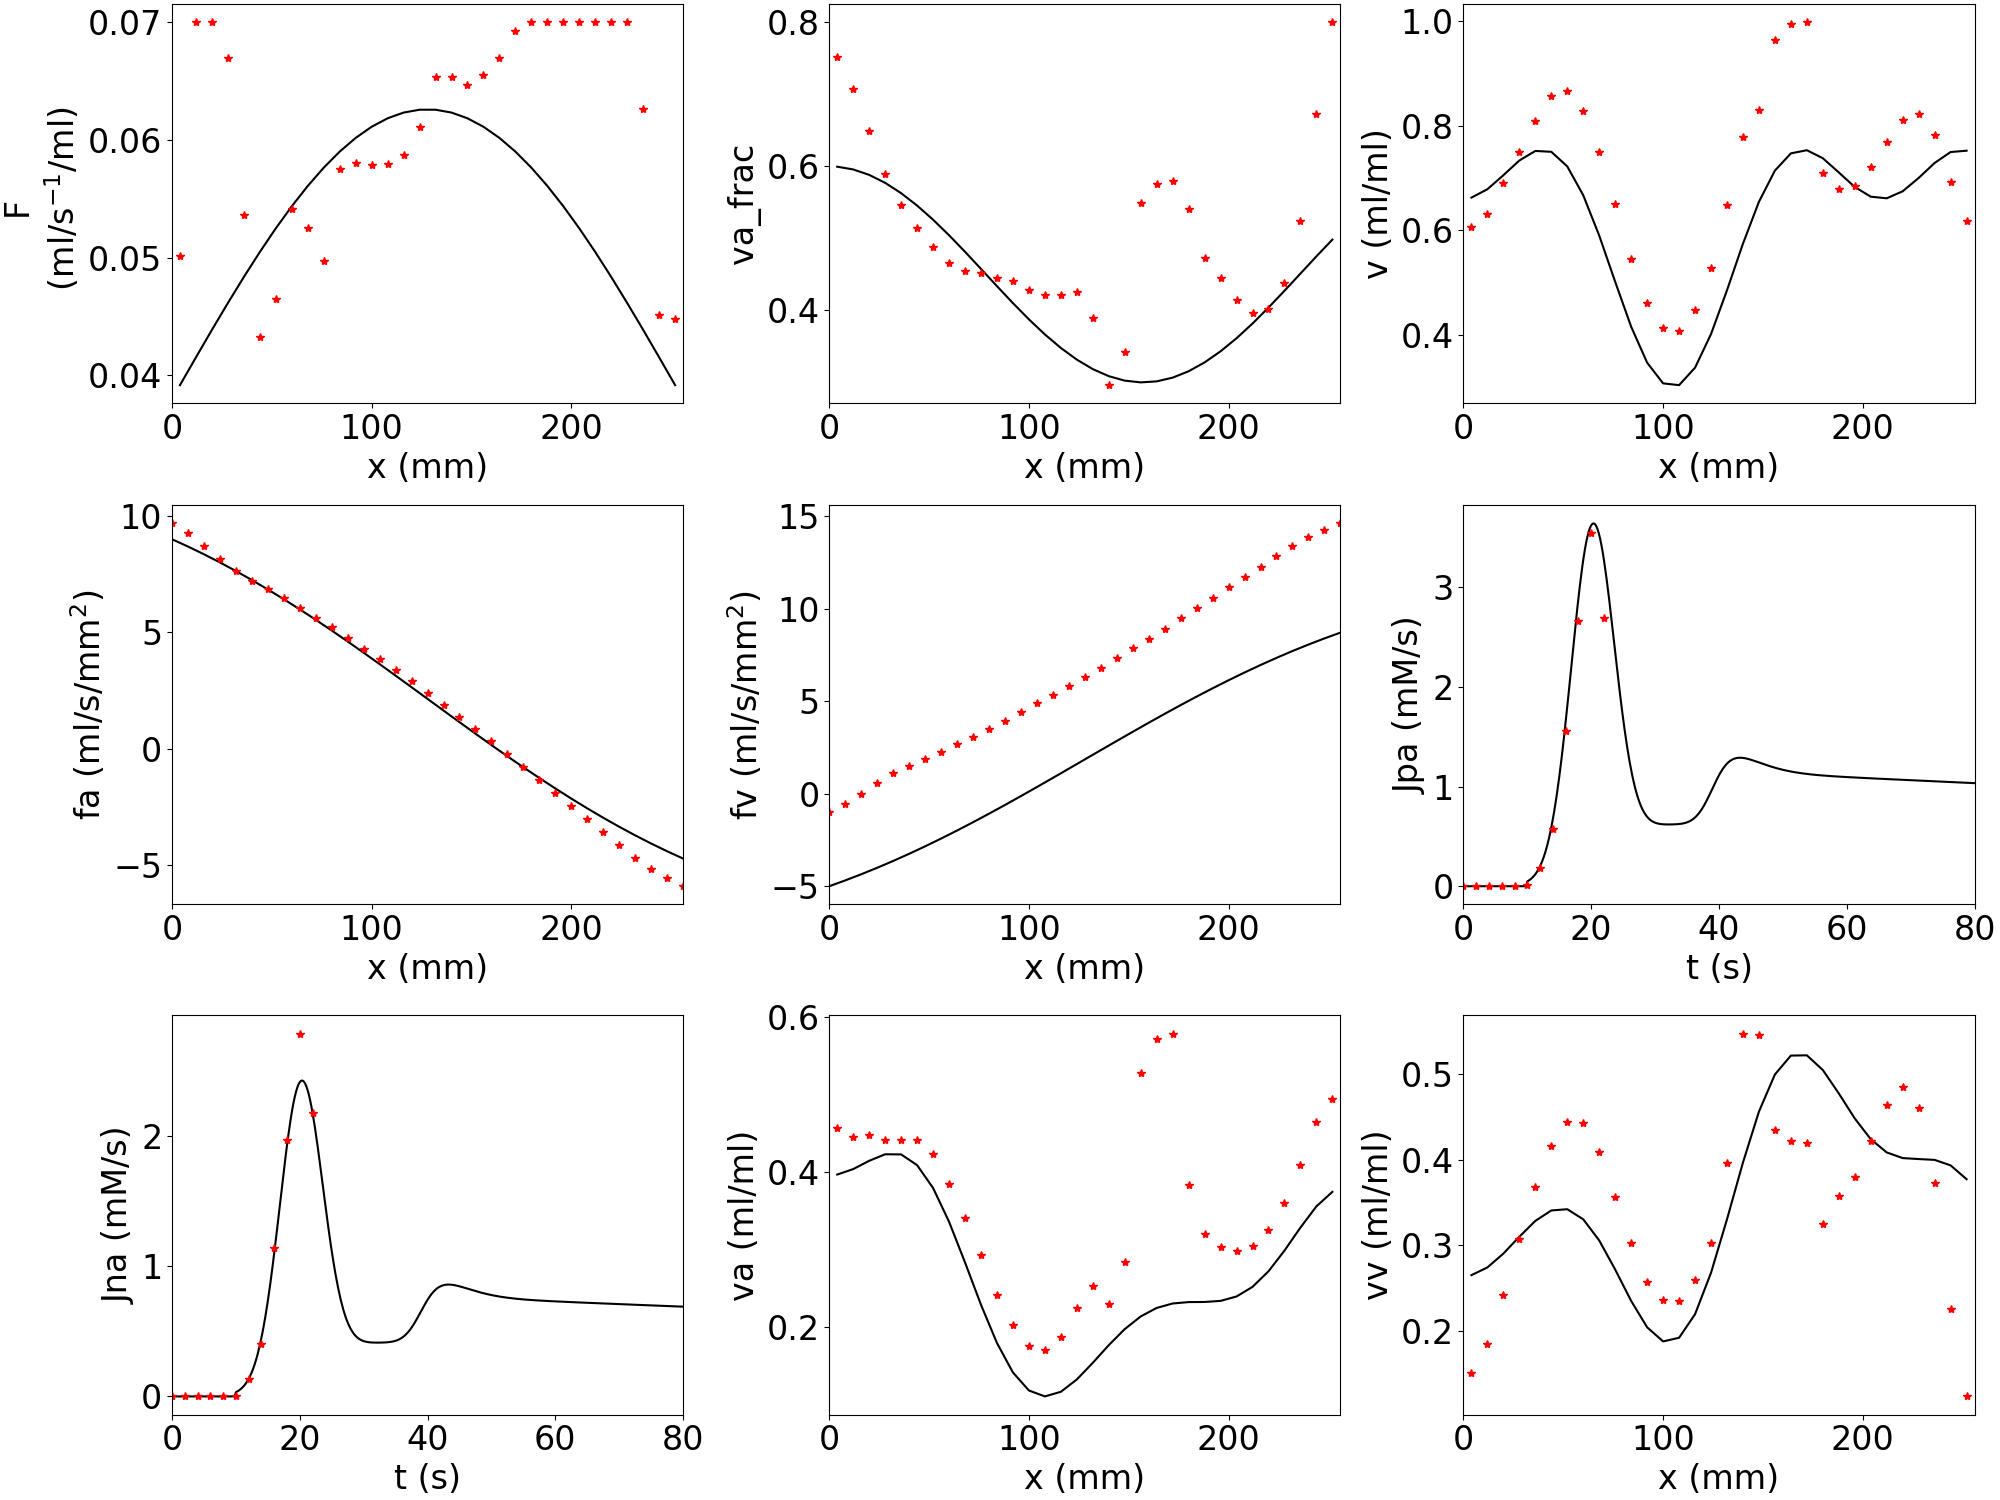 F
(ml/s⁻¹/ml)
0.07
0.06
0.05
0.04
0 100 200
x (mm)
va_frac
0.8
0.6
0.4
0 100 200
x (mm)
v (ml/ml)
1.0
0.8
0.6
0.4
0 100 200
x (mm)
fa (ml/s/mm²)
10
5
0
−5
0 100 200
x (mm)
fv (ml/s/mm²)
15
10
5
0
−5
0 100 200
x (mm)
Jpa (mM/s)
3
2
1
0
0 20 40 60 80
t (s)
Jna (mM/s)
2
1
0
0 20 40 60 80
t (s)
va (ml/ml)
0.6
0.4
0.2
0 100 200
x (mm)
vv (ml/ml)
0.5
0.4
0.3
0.2
0 100 200
x (mm)